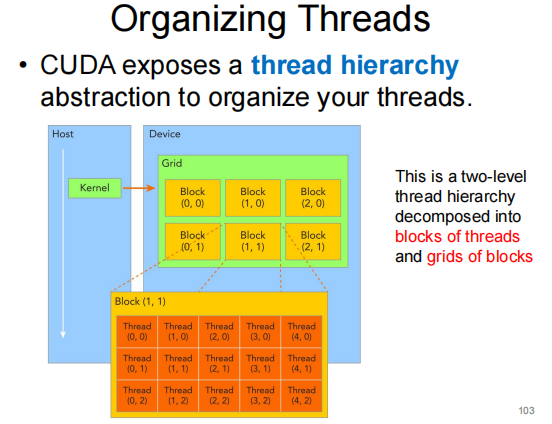 Organizing Threads
• CUDA exposes a thread hierarchy
abstraction to organize your threads.
Host
Device
Grid
Kernel
Block
(0, 0)
Block
(1, 0)
Block
(2, 0)
Block
(0, 1)
Block
(1, 1)
Block
(2, 1)
This is a two-level
thread hierarchy
decomposed into
blocks of threads
and grids of blocks
Block (1, 1)
Thread
(0, 0)
Thread
(1, 0)
Thread
(2, 0)
Thread
(3, 0)
Thread
(4, 0)
Thread
(0, 1)
Thread
(1, 1)
Thread
(2, 1)
Thread
(3, 1)
Thread
(4, 1)
Thread
(0, 2)
Thread
(1, 2)
Thread
(2, 2)
Thread
(3, 2)
Thread
(4, 2)
103